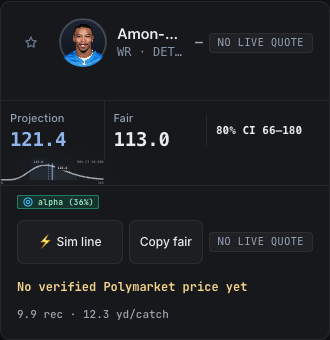 Amon-...
WR · DET...
—
NO LIVE QUOTE
Projection
121.4
Fair
113.0
80% CI 66–180
alpha (36%)
⚡ Sim line
Copy fair
NO LIVE QUOTE
No verified Polymarket price yet
9.9 rec · 12.3 yd/catch